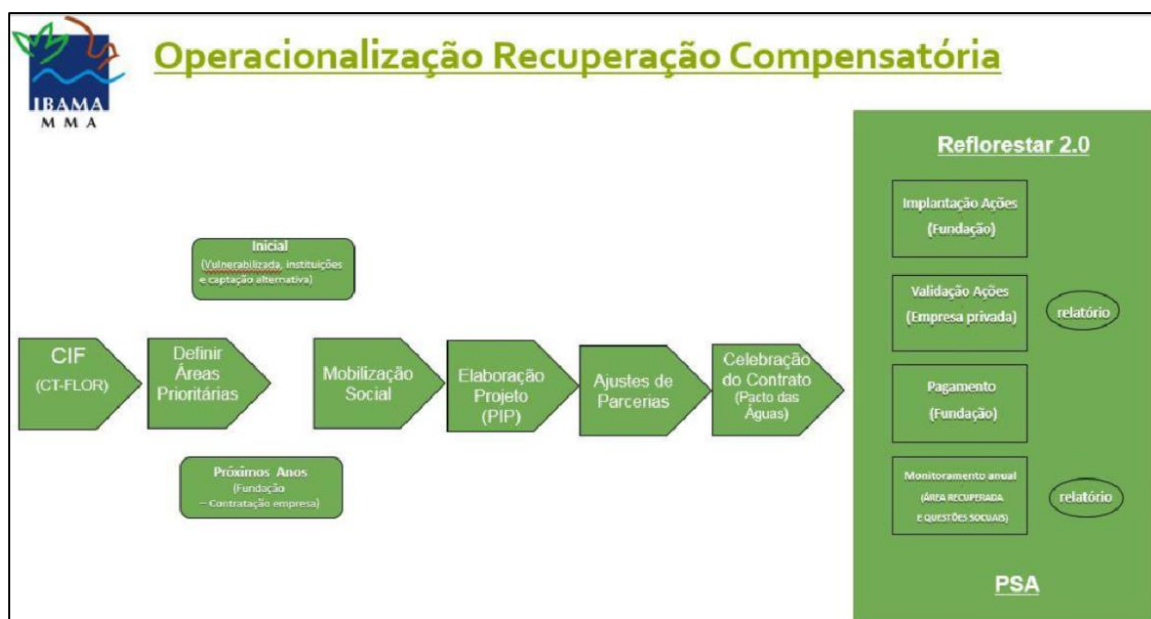 IBAMA
M M A
Operacionalização Recuperação Compensatória
Inicial
(Vulnerabilizada, instituições
e captação alternativa)
CIF
(CT-FLOR)
Definir
Áreas
Prioritárias
Mobilização
Social
Elaboração
Projeto
(PIP)
Ajustes de
Parcerias
Celebração
do Contrato
(Pacto das
Águas)
Próximos Anos
(Fundação
– Contratação empresa)
Reflorestar 2.0
Implantação Ações
(Fundação)
Validação Ações
(Empresa privada)
relatório
Pagamento
(Fundação)
Monitoramento anual
(ÁREA RECUPERADA
E QUESTÕES SOCUAIS)
relatório
PSA